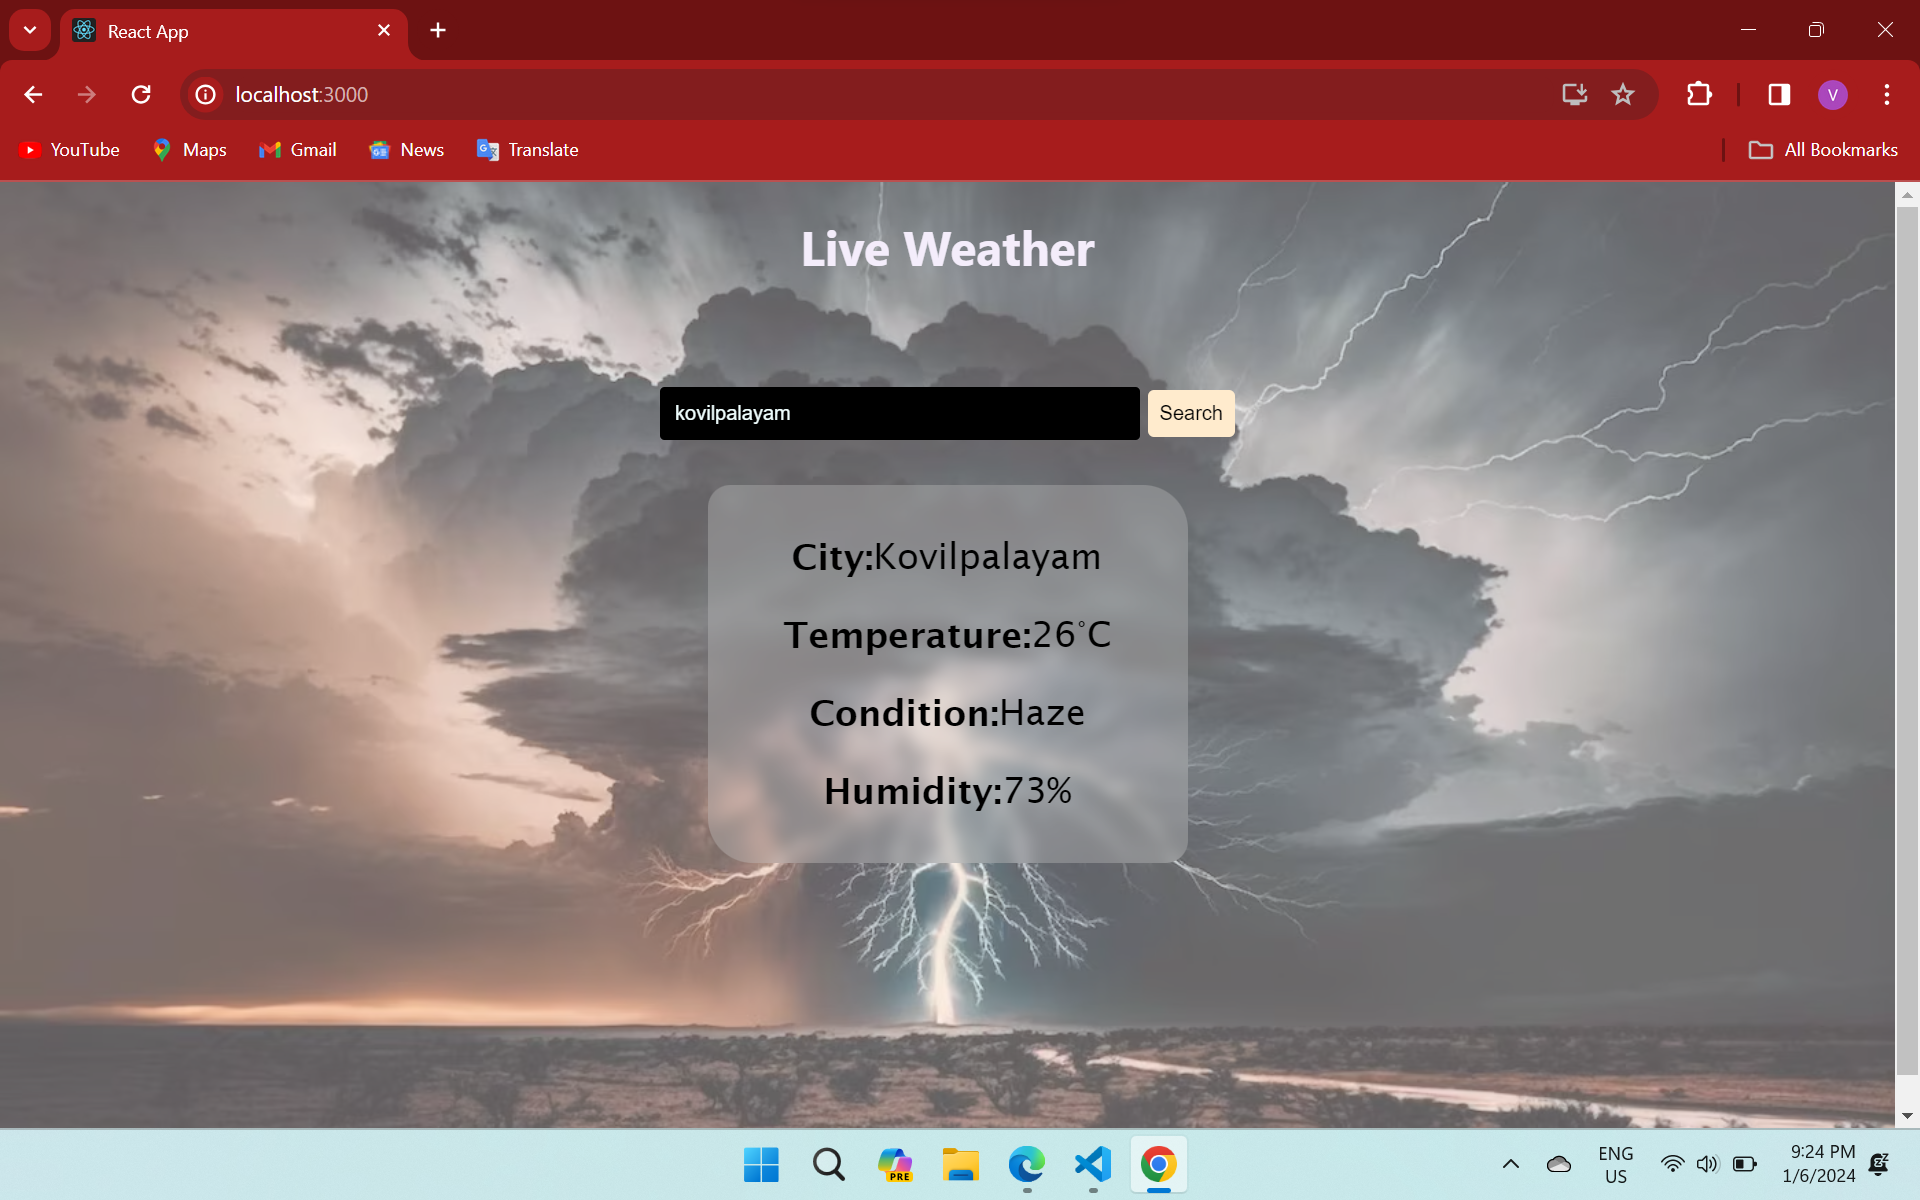 React App
localhost:3000
V
YouTube
Maps
Gmail
News
Translate
All Bookmarks
Live Weather
kovilpalayam
Search
City:Kovilpalayam
Temperature:26°C
Condition:Haze
Humidity:73%
PRE
ENG
US
9:24 PM
1/6/2024